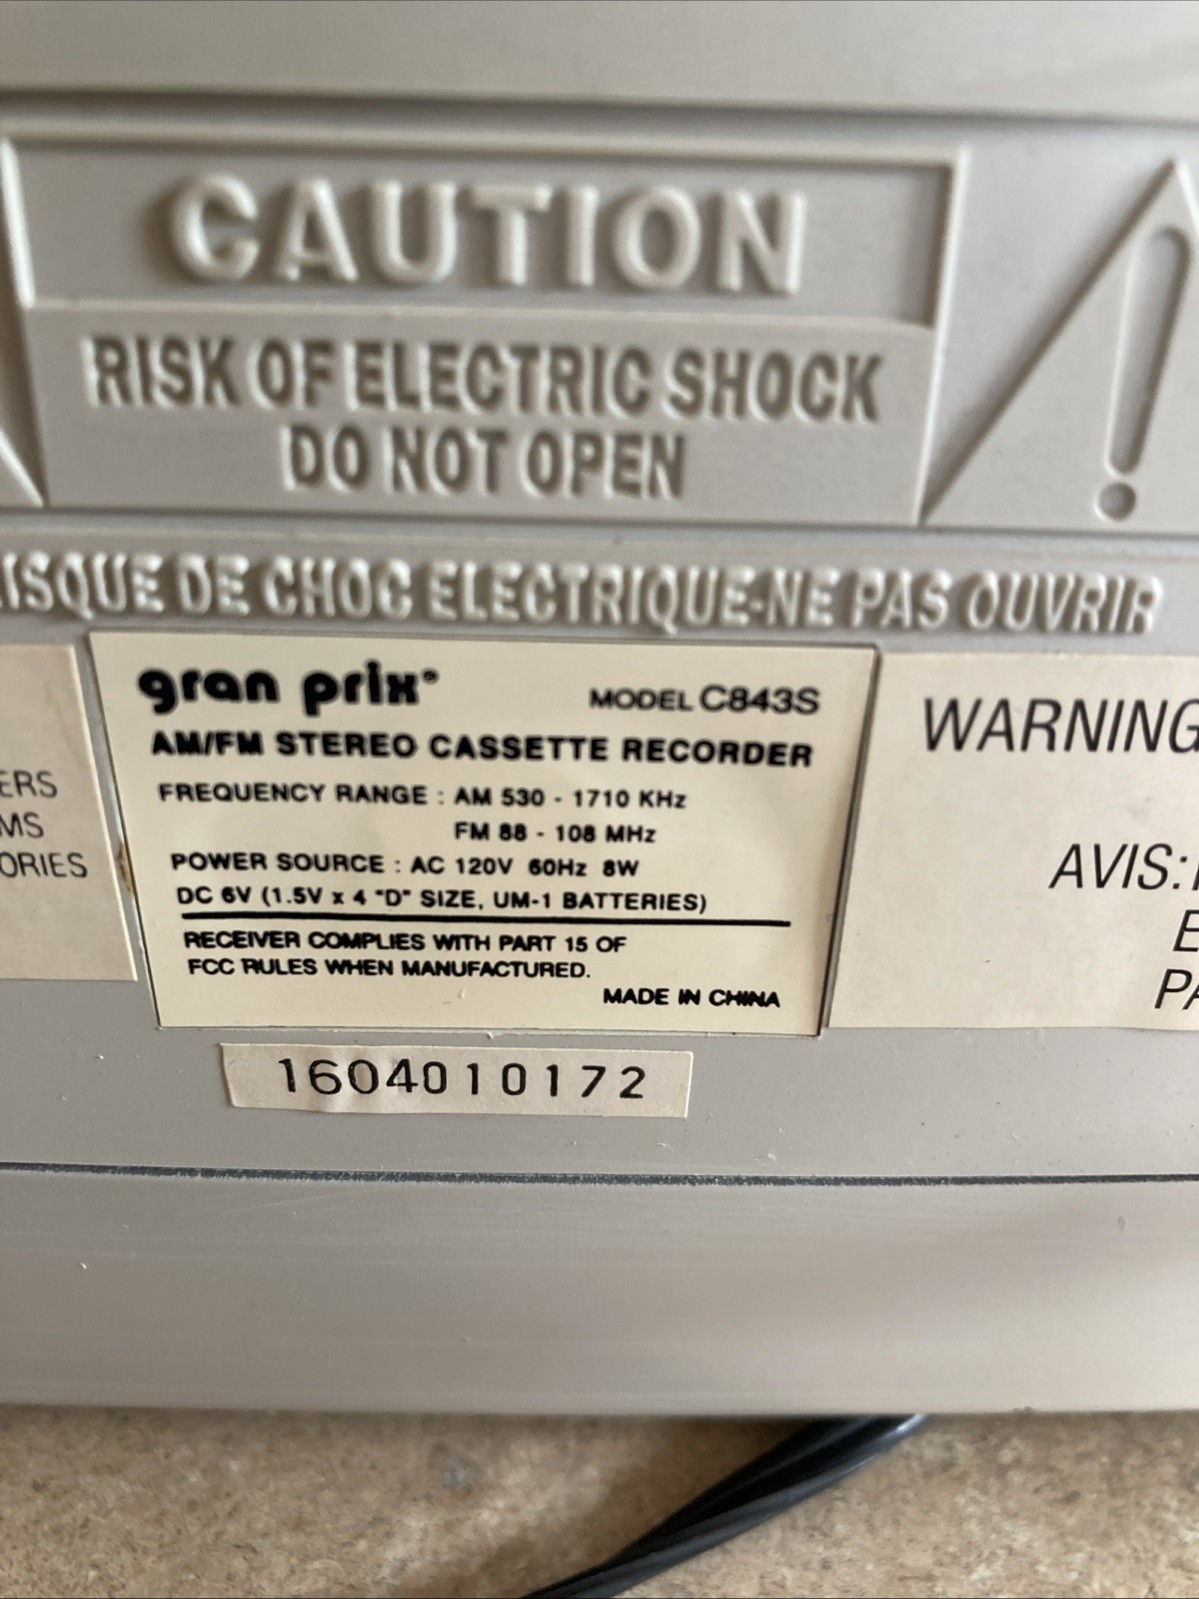 CAUTION
RISK OF ELECTRIC SHOCK
DO NOT OPEN
ISQUE DE CHOC ELECTRIQUE-NE PAS OUVRIR
ERS
MS
ORIES
gran prix®
MODEL C843S
AM/FM STEREO CASSETTE RECORDER
FREQUENCY RANGE : AM 530 - 1710 KHz
FM 88 - 108 MHz
POWER SOURCE : AC 120V 60Hz 8W
DC 6V (1.5V x 4 "D" SIZE, UM-1 BATTERIES)
RECEIVER COMPLIES WITH PART 15 OF
FCC RULES WHEN MANUFACTURED.
MADE IN CHINA
WARNING
AVIS:
E
PA
1604010172